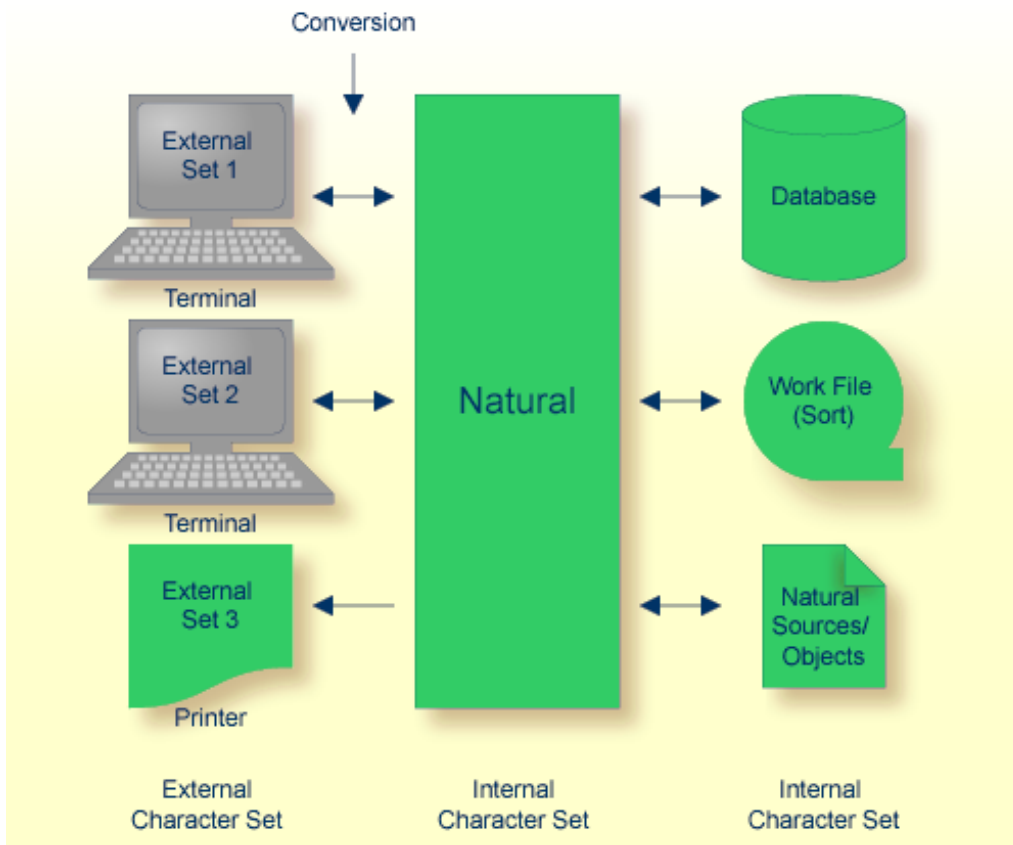 Conversion
External
Set 1
Terminal
External
Set 2
Terminal
External
Set 3
Printer
External
Character Set
Natural
Internal
Character Set
Database
Work File
(Sort)
Natural
Sources/
Objects
Internal
Character Set